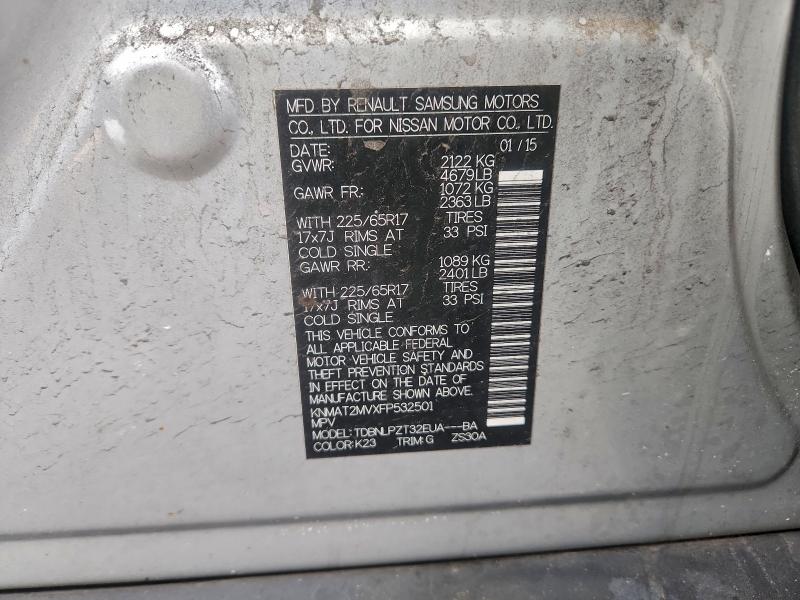 MFD BY RENAULT SAMSUNG MOTORS
CO., LTD. FOR NISSAN MOTOR CO., LTD.
DATE: 01 / 15
GVWR: 2122 KG
4679 LB
GAWR FR: 1072 KG
2363 LB
WITH 225/65R17 TIRES
17x7J RIMS AT 33 PSI
COLD SINGLE
GAWR RR: 1089 KG
2401 LB
WITH 225/65R17 TIRES
17x7J RIMS AT 33 PSI
COLD SINGLE
THIS VEHICLE CONFORMS TO
ALL APPLICABLE FEDERAL
MOTOR VEHICLE SAFETY AND
THEFT PREVENTION STANDARDS
IN EFFECT ON THE DATE OF
MANUFACTURE SHOWN ABOVE.
KNMAT2MVXFP532501
MPV
MODEL: TDBNLPZT32EUA---BA
COLOR: K23 TRIM: G ZS30A